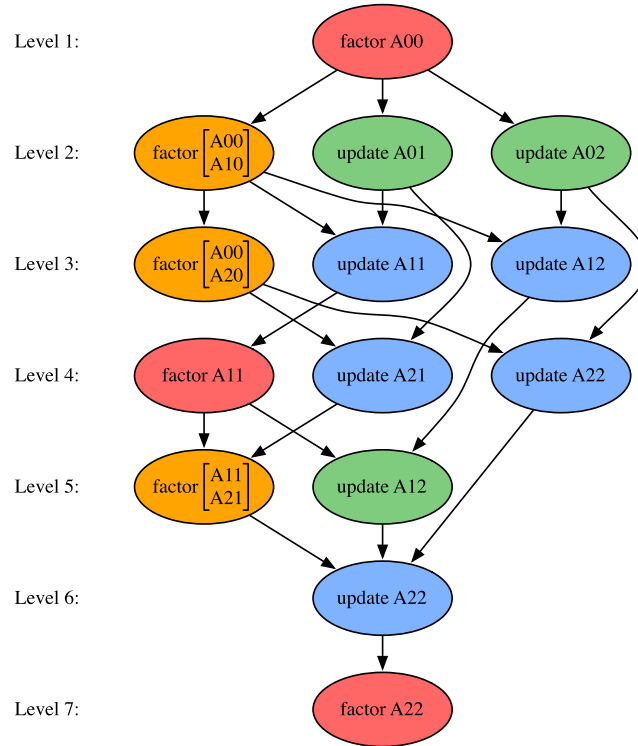 Level 1: factor A00
Level 2: factor [A00 A10] update A01 update A02
Level 3: factor [A00 A20] update A11 update A12
Level 4: factor A11 update A21 update A22
Level 5: factor [A11 A21] update A12
Level 6: update A22
Level 7: factor A22